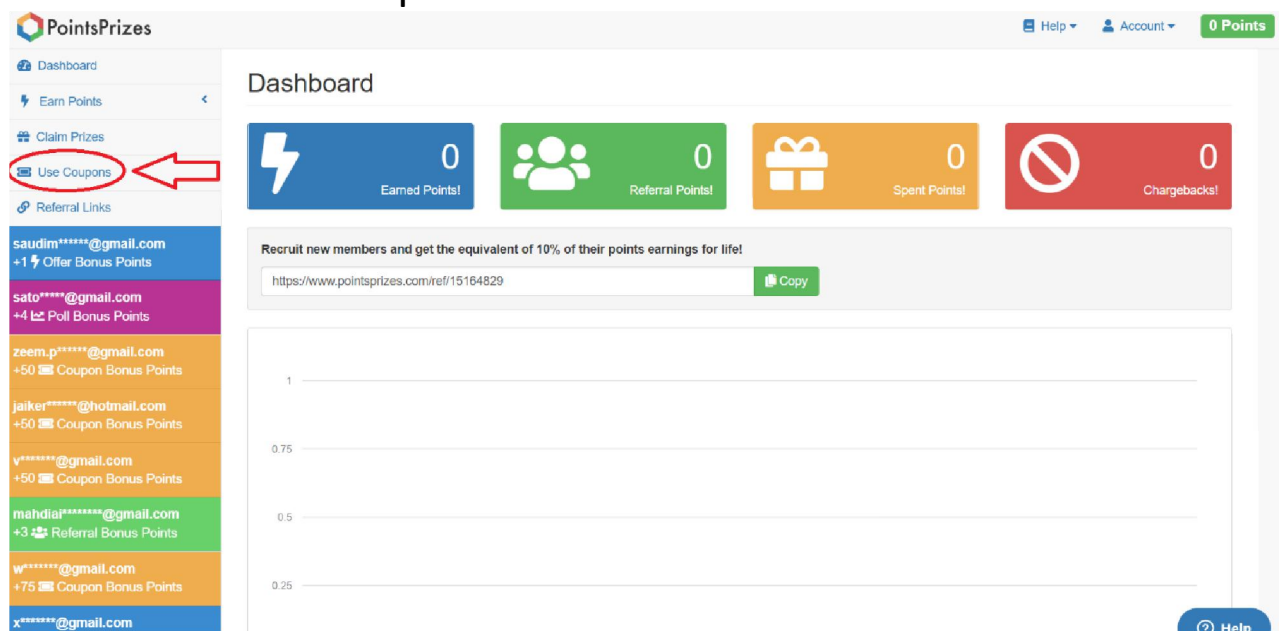 PointsPrizes
Help
Account
0 Points
Dashboard
Earn Points
Claim Prizes
Use Coupons
Referral Links
saudim******@gmail.com
+1 Offer Bonus Points
sato*****@gmail.com
+4 Poll Bonus Points
zeem.p******@gmail.com
+50 Coupon Bonus Points
jaiker******@hotmail.com
+50 Coupon Bonus Points
v*******@gmail.com
+50 Coupon Bonus Points
mahdiai********@gmail.com
+3 Referral Bonus Points
w*******@gmail.com
+75 Coupon Bonus Points
x*******@gmail.com
Dashboard
0
Earned Points!
0
Referral Points!
0
Spent Points!
0
Chargebacks!
Recruit new members and get the equivalent of 10% of their points earnings for life!
https://www.pointsprizes.com/ref/15164829
Copy
1
0.75
0.5
0.25
Help